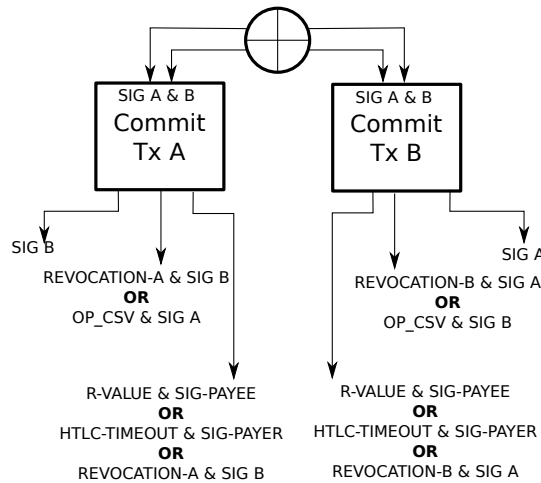 SIG A & B
Commit
Tx A
SIG A & B
Commit
Tx B
SIG B
REVOCATION-A & SIG B
OR
OP_CSV & SIG A
SIG A
REVOCATION-B & SIG A
OR
OP_CSV & SIG B
R-VALUE & SIG-PAYEE
OR
HTLC-TIMEOUT & SIG-PAYER
OR
REVOCATION-A & SIG B
R-VALUE & SIG-PAYEE
OR
HTLC-TIMEOUT & SIG-PAYER
OR
REVOCATION-B & SIG A